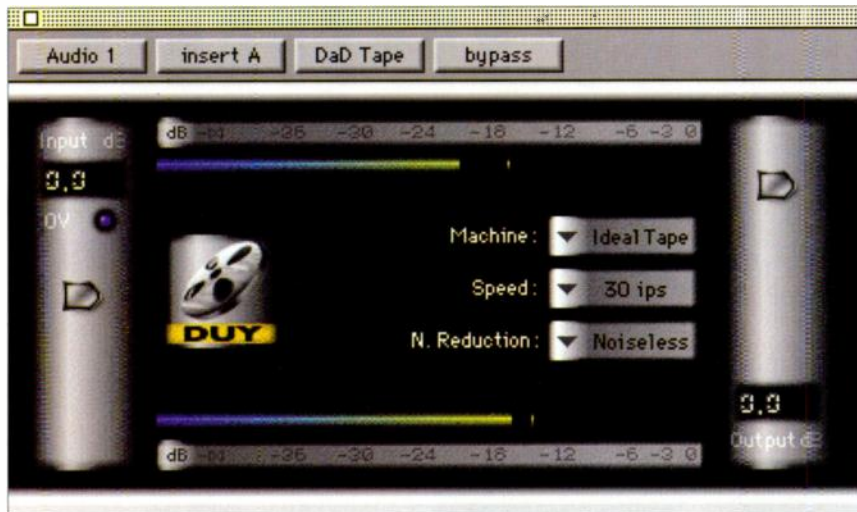 Audio 1
insert A
DaD Tape
bypass
Input dB
0.0
OV
dB -36 -30 -24 -18 -12 -6 -3 0
Machine: Ideal Tape
Speed: 30 ips
N. Reduction: Noiseless
DUY
dB -36 -30 -24 -18 -12 -6 -3 0
0.0
Output dB